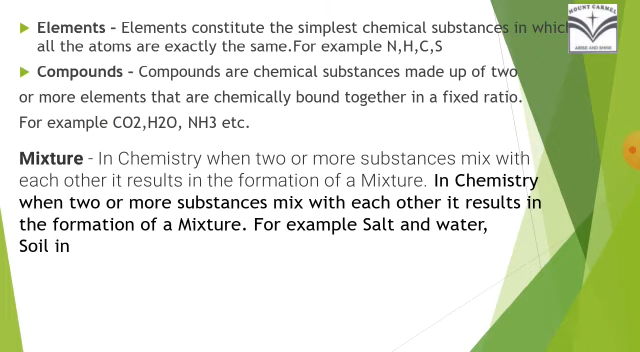 Elements – Elements constitute the simplest chemical substances in which
all the atoms are exactly the same.For example N,H,C,S
Compounds – Compounds are chemical substances made up of two
or more elements that are chemically bound together in a fixed ratio.
For example CO2,H2O, NH3 etc.
Mixture - In Chemistry when two or more substances mix with
each other it results in the formation of a Mixture. In Chemistry
when two or more substances mix with each other it results in
the formation of a Mixture. For example Salt and water,
Soil in
MOUNT CARMEL
ARISE AND SHINE